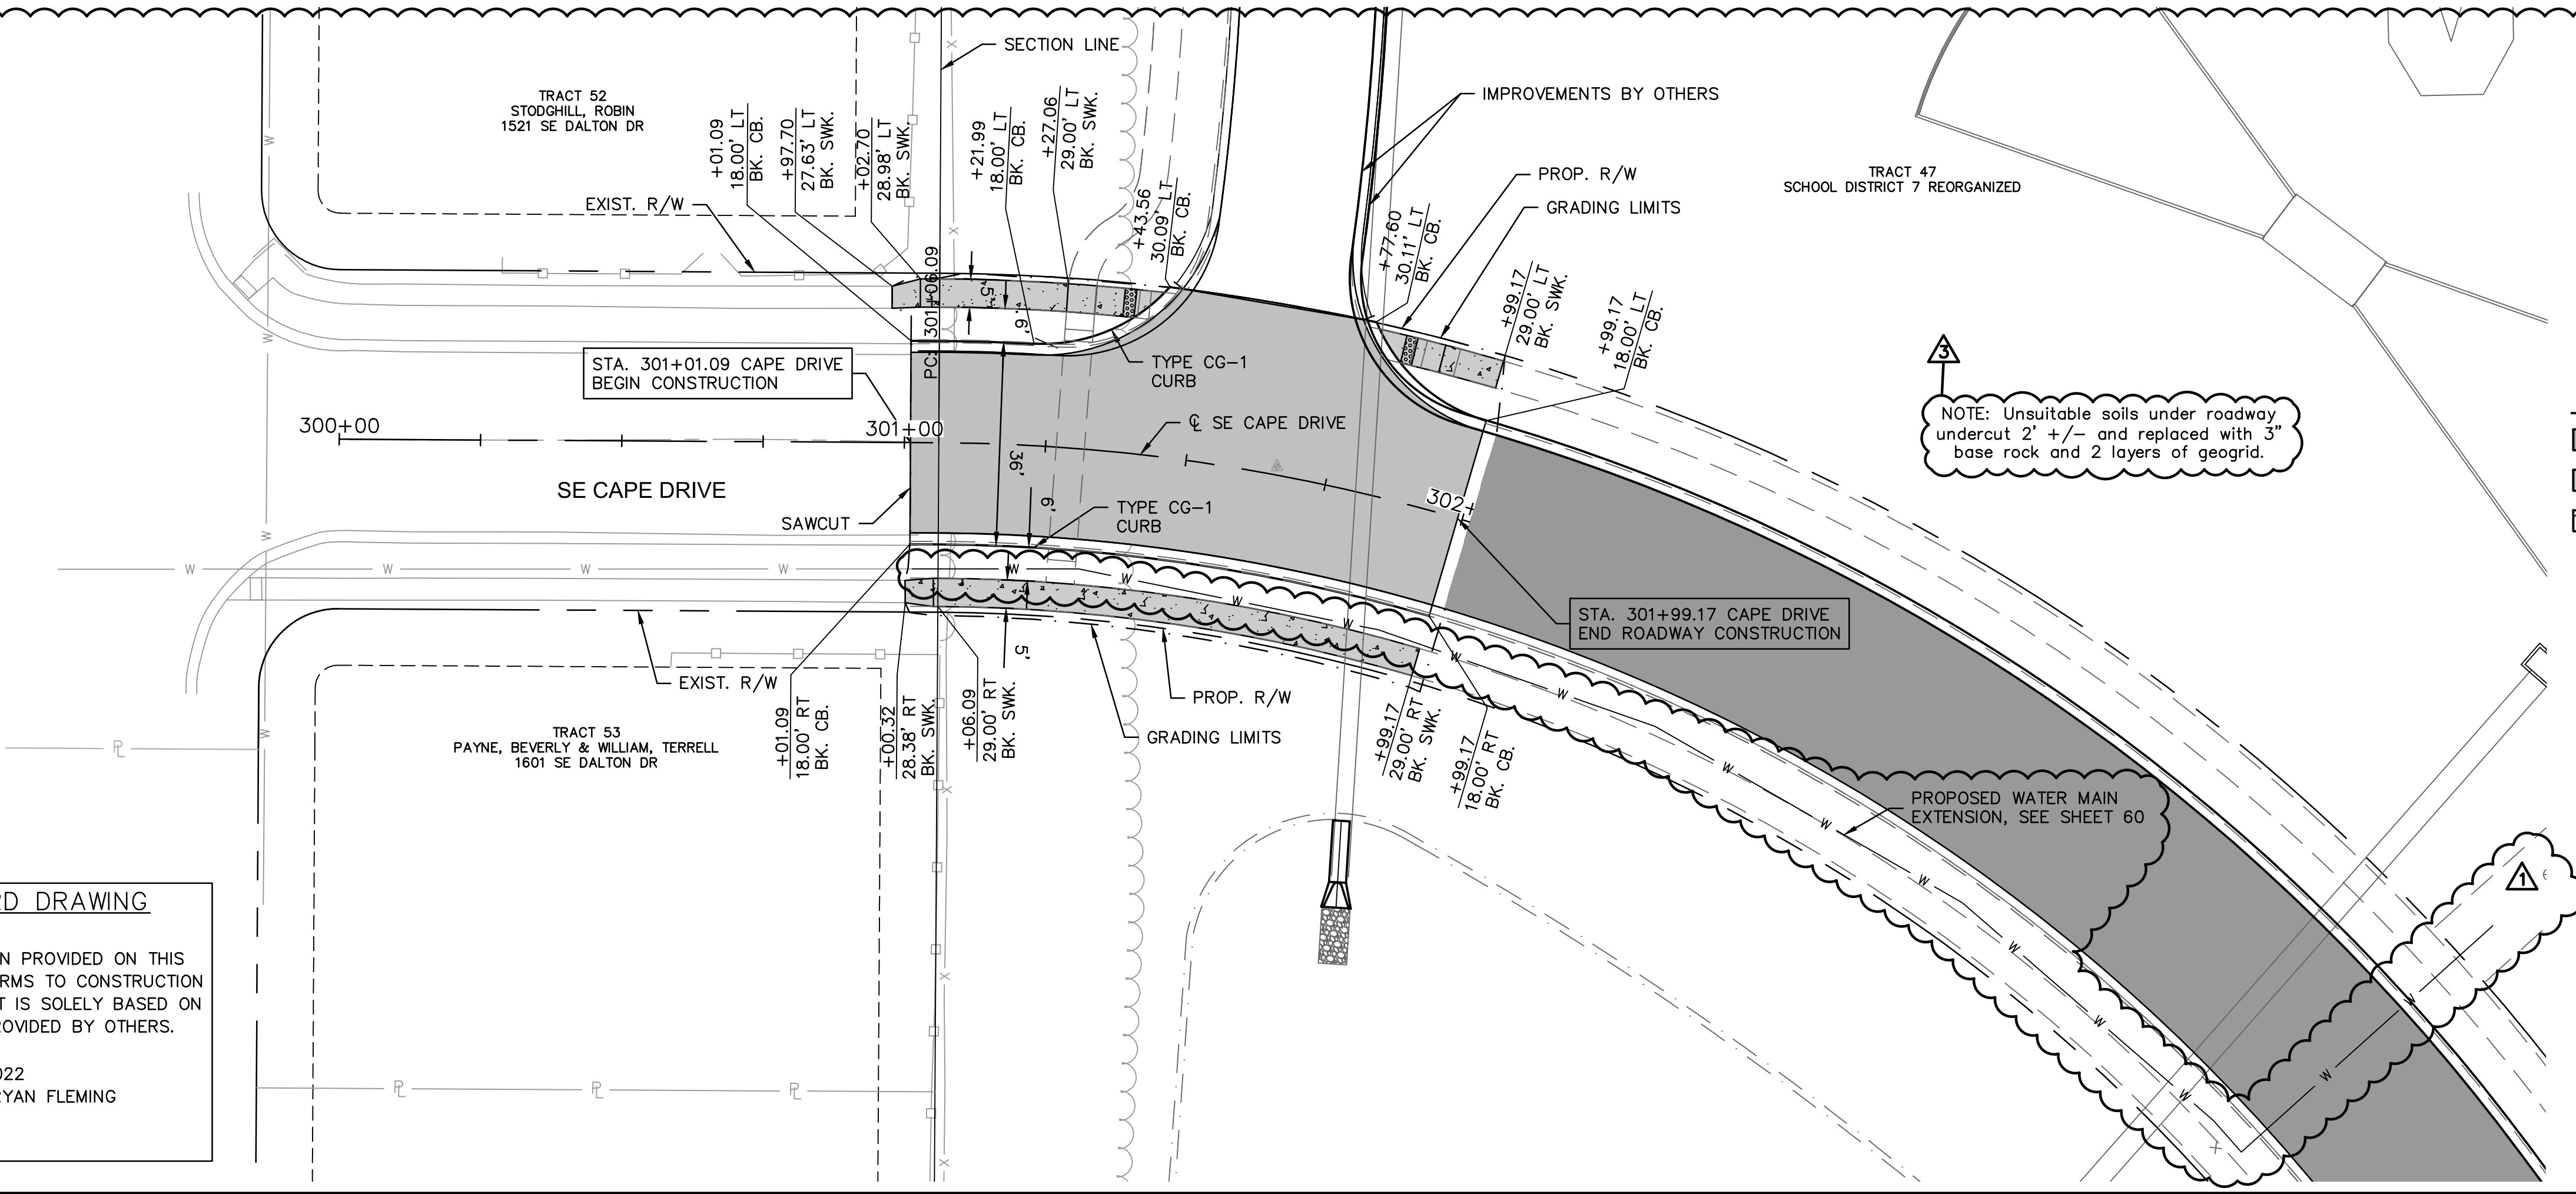 SECTION LINE
TRACT 52
STODGHILL, ROBIN
1521 SE DALTON DR
+01.09
18.00' LT
BK. CB.
+97.70
27.63' LT
BK. SWK.
+02.70
28.98' LT
BK. SWK.
+21.99
18.00' LT
BK. CB.
+27.06
29.00' LT
BK. SWK.
+43.56
30.09' LT
BK. CB.
IMPROVEMENTS BY OTHERS
PROP. R/W
GRADING LIMITS
TRACT 47
SCHOOL DISTRICT 7 REORGANIZED
EXIST. R/W
+77.60
30.11' LT
BK. CB.
+99.17
29.00' LT
BK. SWK.
+99.17
18.00' LT
BK. CB.
PC: 301+06.09
5'
6'
STA. 301+01.09 CAPE DRIVE
BEGIN CONSTRUCTION
TYPE CG-1
CURB
3
NOTE: Unsuitable soils under roadway
undercut 2' +/- and replaced with 3"
base rock and 2 layers of geogrid.
300+00
301+00
℄ SE CAPE DRIVE
36'
SE CAPE DRIVE
SAWCUT
6'
TYPE CG-1
CURB
302+
STA. 301+99.17 CAPE DRIVE
END ROADWAY CONSTRUCTION
5'
EXIST. R/W
PROP. R/W
GRADING LIMITS
TRACT 53
PAYNE, BEVERLY & WILLIAM, TERRELL
1601 SE DALTON DR
+01.09
18.00' RT
BK. CB.
+00.32
28.38' RT
BK. SWK.
+06.09
29.00' RT
BK. SWK.
+99.17
29.00' RT
BK. SWK.
+99.17
18.00' RT
BK. CB.
PROPOSED WATER MAIN
EXTENSION, SEE SHEET 60
1
RD DRAWING
N PROVIDED ON THIS
RMS TO CONSTRUCTION
T IS SOLELY BASED ON
ROVIDED BY OTHERS.
022
RYAN FLEMING